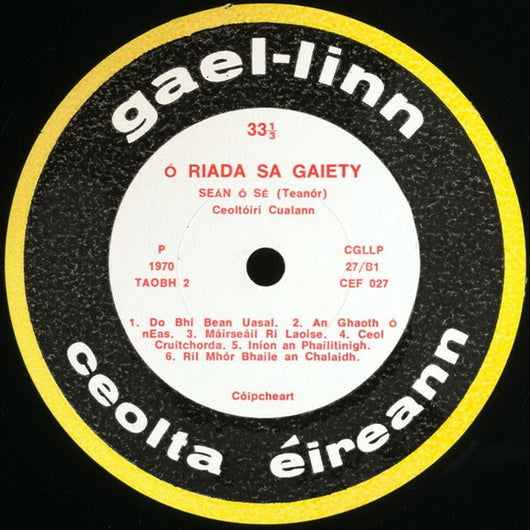 gael-linn
33⅓
Ó RIADA SA GAIETY
SEÁN Ó SÉ (Teanór)
Ceoltóirí Cualann
P
1970
TAOBH 2
CGLLP
27/B1
CEF 027
1. Do Bhí Bean Uasal. 2. An Ghaoth ó
nEas. 3. Máirseáil Rí Laoise. 4. Ceol
Cruitchorda. 5. Iníon an Phailitínigh.
6. Ríl Mhór Bhaile an Chalaidh.
Cóipcheart
ceolta éireann